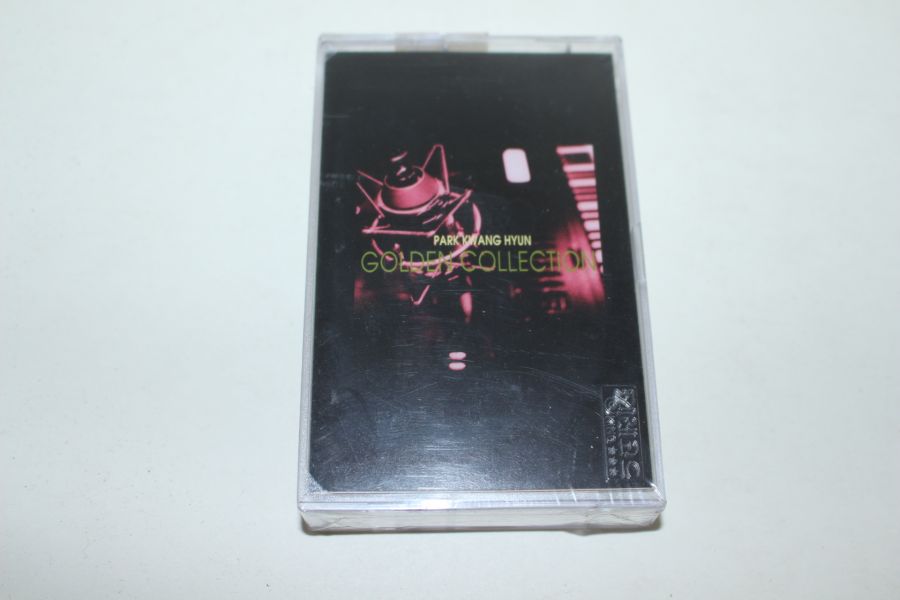 PARK KWANG HYUN
GOLDEN COLLECTION